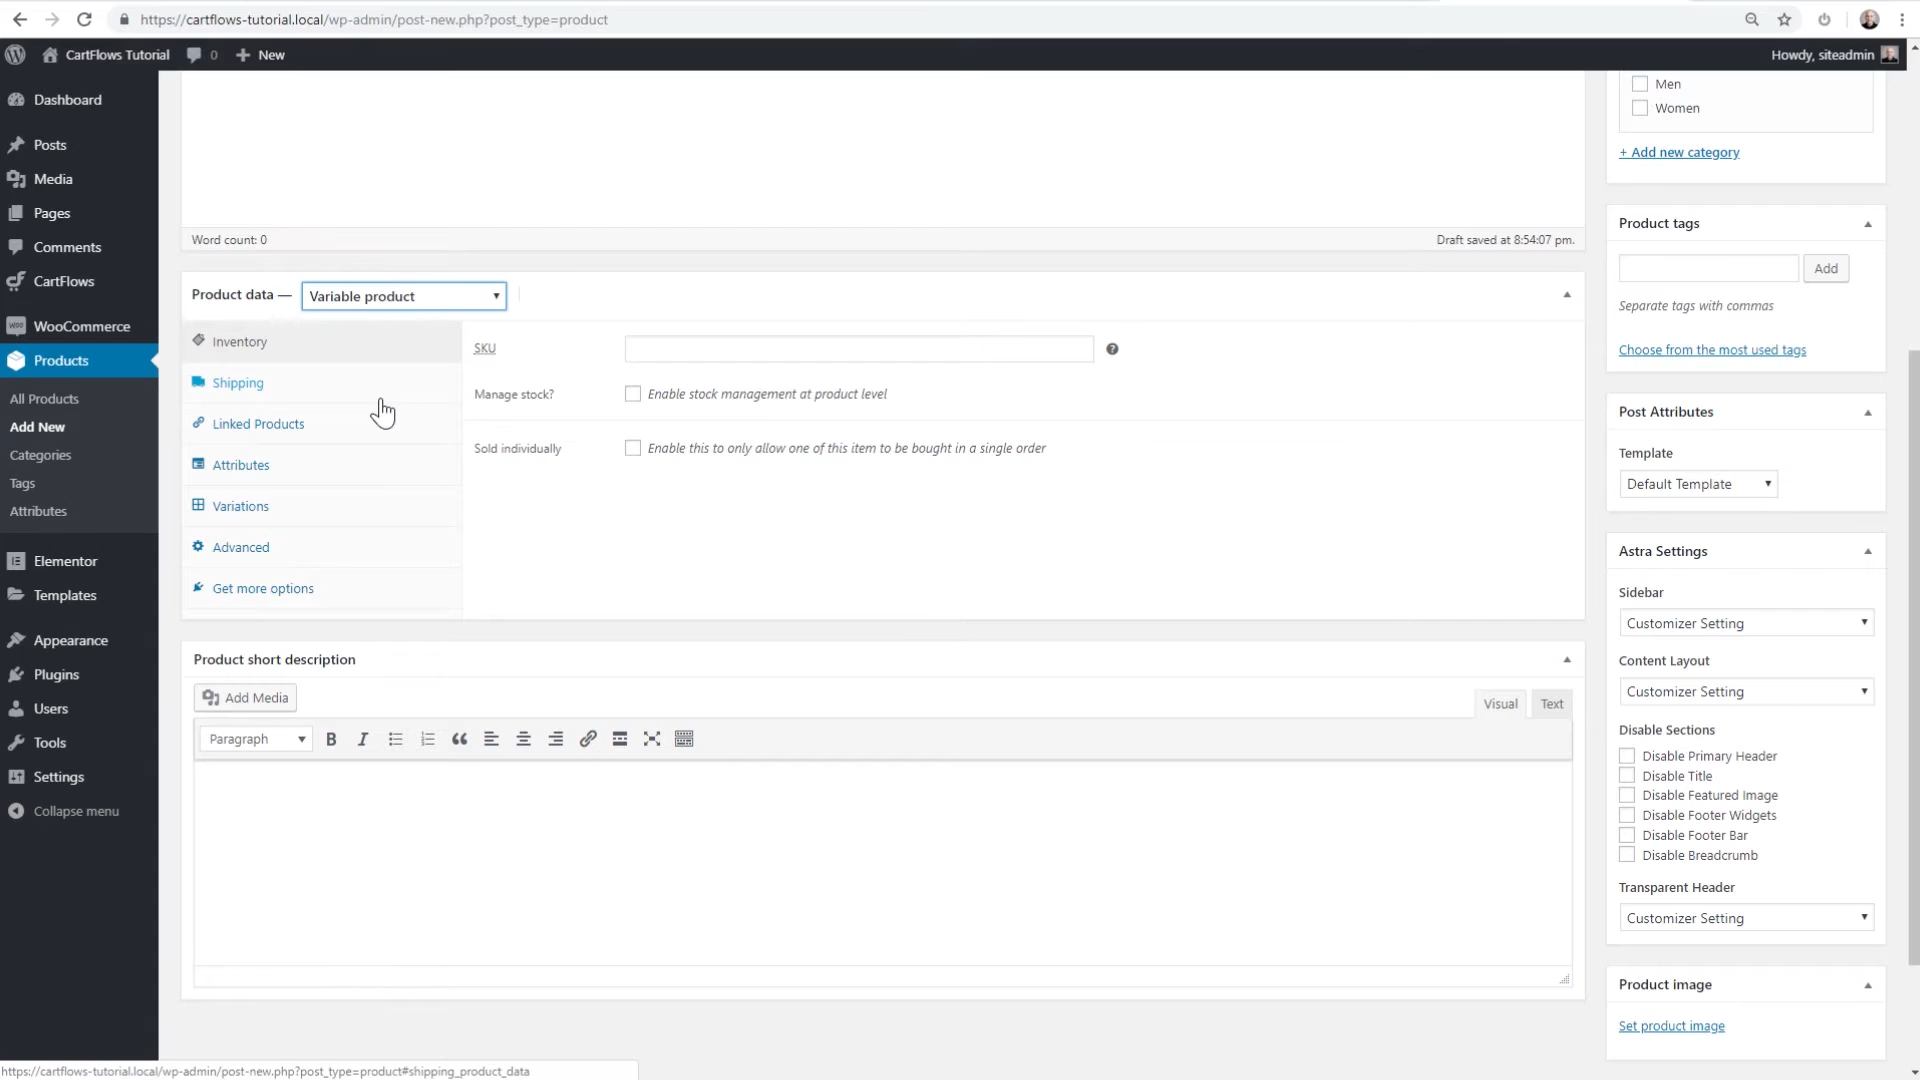 https://cartflows-tutorial.local/wp-admin/post-new.php?post_type=product
CartFlows Tutorial
0
New
Howdy, siteadmin
Dashboard
Posts
Media
Pages
Comments
CartFlows
WooCommerce
Products
All Products
Add New
Categories
Tags
Attributes
Elementor
Templates
Appearance
Plugins
Users
Tools
Settings
Collapse menu
Word count: 0
Draft saved at 8:54:07 pm.
Product data —
Variable product
Inventory
Shipping
Linked Products
Attributes
Variations
Advanced
Get more options
SKU
Manage stock?
Enable stock management at product level
Sold individually
Enable this to only allow one of this item to be bought in a single order
Product short description
Add Media
Visual
Text
Paragraph
B
I
Men
Women
+ Add new category
Product tags
Add
Separate tags with commas
Choose from the most used tags
Post Attributes
Template
Default Template
Astra Settings
Sidebar
Customizer Setting
Content Layout
Customizer Setting
Disable Sections
Disable Primary Header
Disable Title
Disable Featured Image
Disable Footer Widgets
Disable Footer Bar
Disable Breadcrumb
Transparent Header
Customizer Setting
Product image
Set product image
https://cartflows-tutorial.local/wp-admin/post-new.php?post_type=product#shipping_product_data